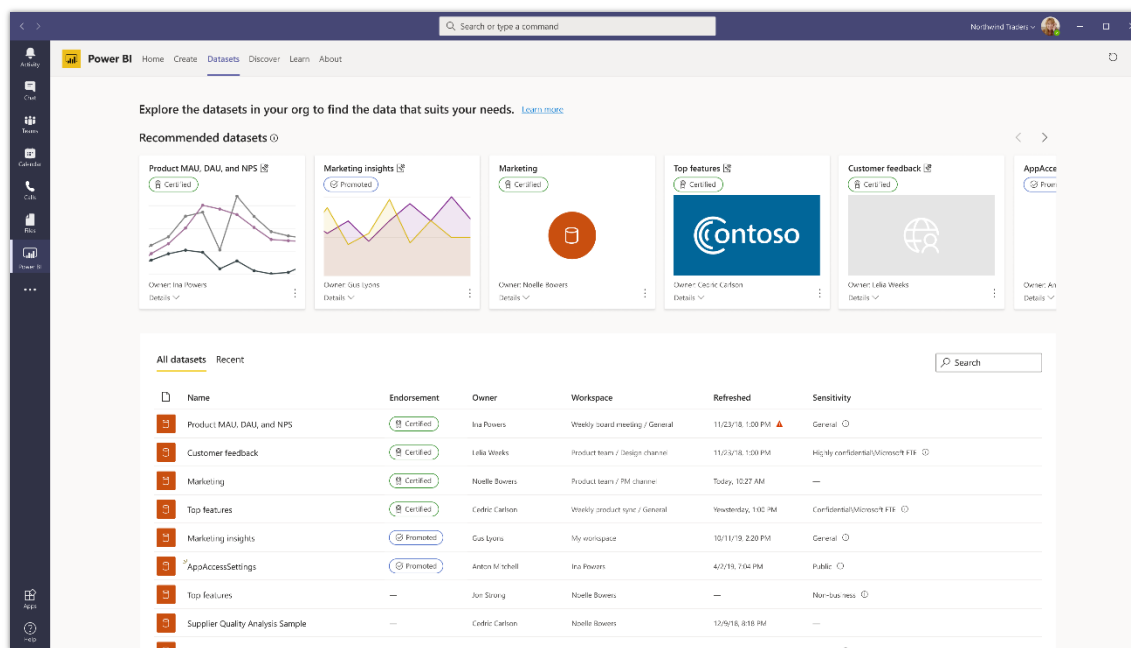 Search or type a command
Northwind Traders
Activity
Chat
Teams
Calendar
Calls
Files
Power BI
Apps
Help
Power BI Home Create Datasets Discover Learn About
Explore the datasets in your org to find the data that suits your needs. Learn more
Recommended datasets
Product MAU, DAU, and NPS
Certified
Owner: Ina Powers
Details
Marketing insights
Promoted
Owner: Gus Lyons
Details
Marketing
Certified
Owner: Noelle Bowers
Details
Top features
Certified
Contoso
Owner: Cedric Carlson
Details
Customer feedback
Certified
Owner: Lelia Weeks
Details
AppAcce
Prom
Owner: An
Details
All datasets Recent
Search
Name Endorsement Owner Workspace Refreshed Sensitivity
Product MAU, DAU, and NPS Certified Ina Powers Weekly board meeting / General 11/23/18, 1:00 PM General
Customer feedback Certified Lelia Weeks Product team / Design channel 11/23/18, 1:00 PM Highly confidential\Microsoft FTE
Marketing Certified Noelle Bowers Product team / PM channel Today, 10:27 AM —
Top features Certified Cedric Carlson Weekly product sync / General Yewsterday, 1:00 PM Confidential\Microsoft FTE
Marketing insights Promoted Gus Lyons My workspace 10/11/19, 2:20 PM General
AppAccessSettings Promoted Anton Mitchell Ina Powers 4/2/19, 7:04 PM Public
Top features — Jon Strong Noelle Bowers — Non-business
Supplier Quality Analysis Sample — Cedric Carlson Noelle Bowers 12/9/18, 8:18 PM —